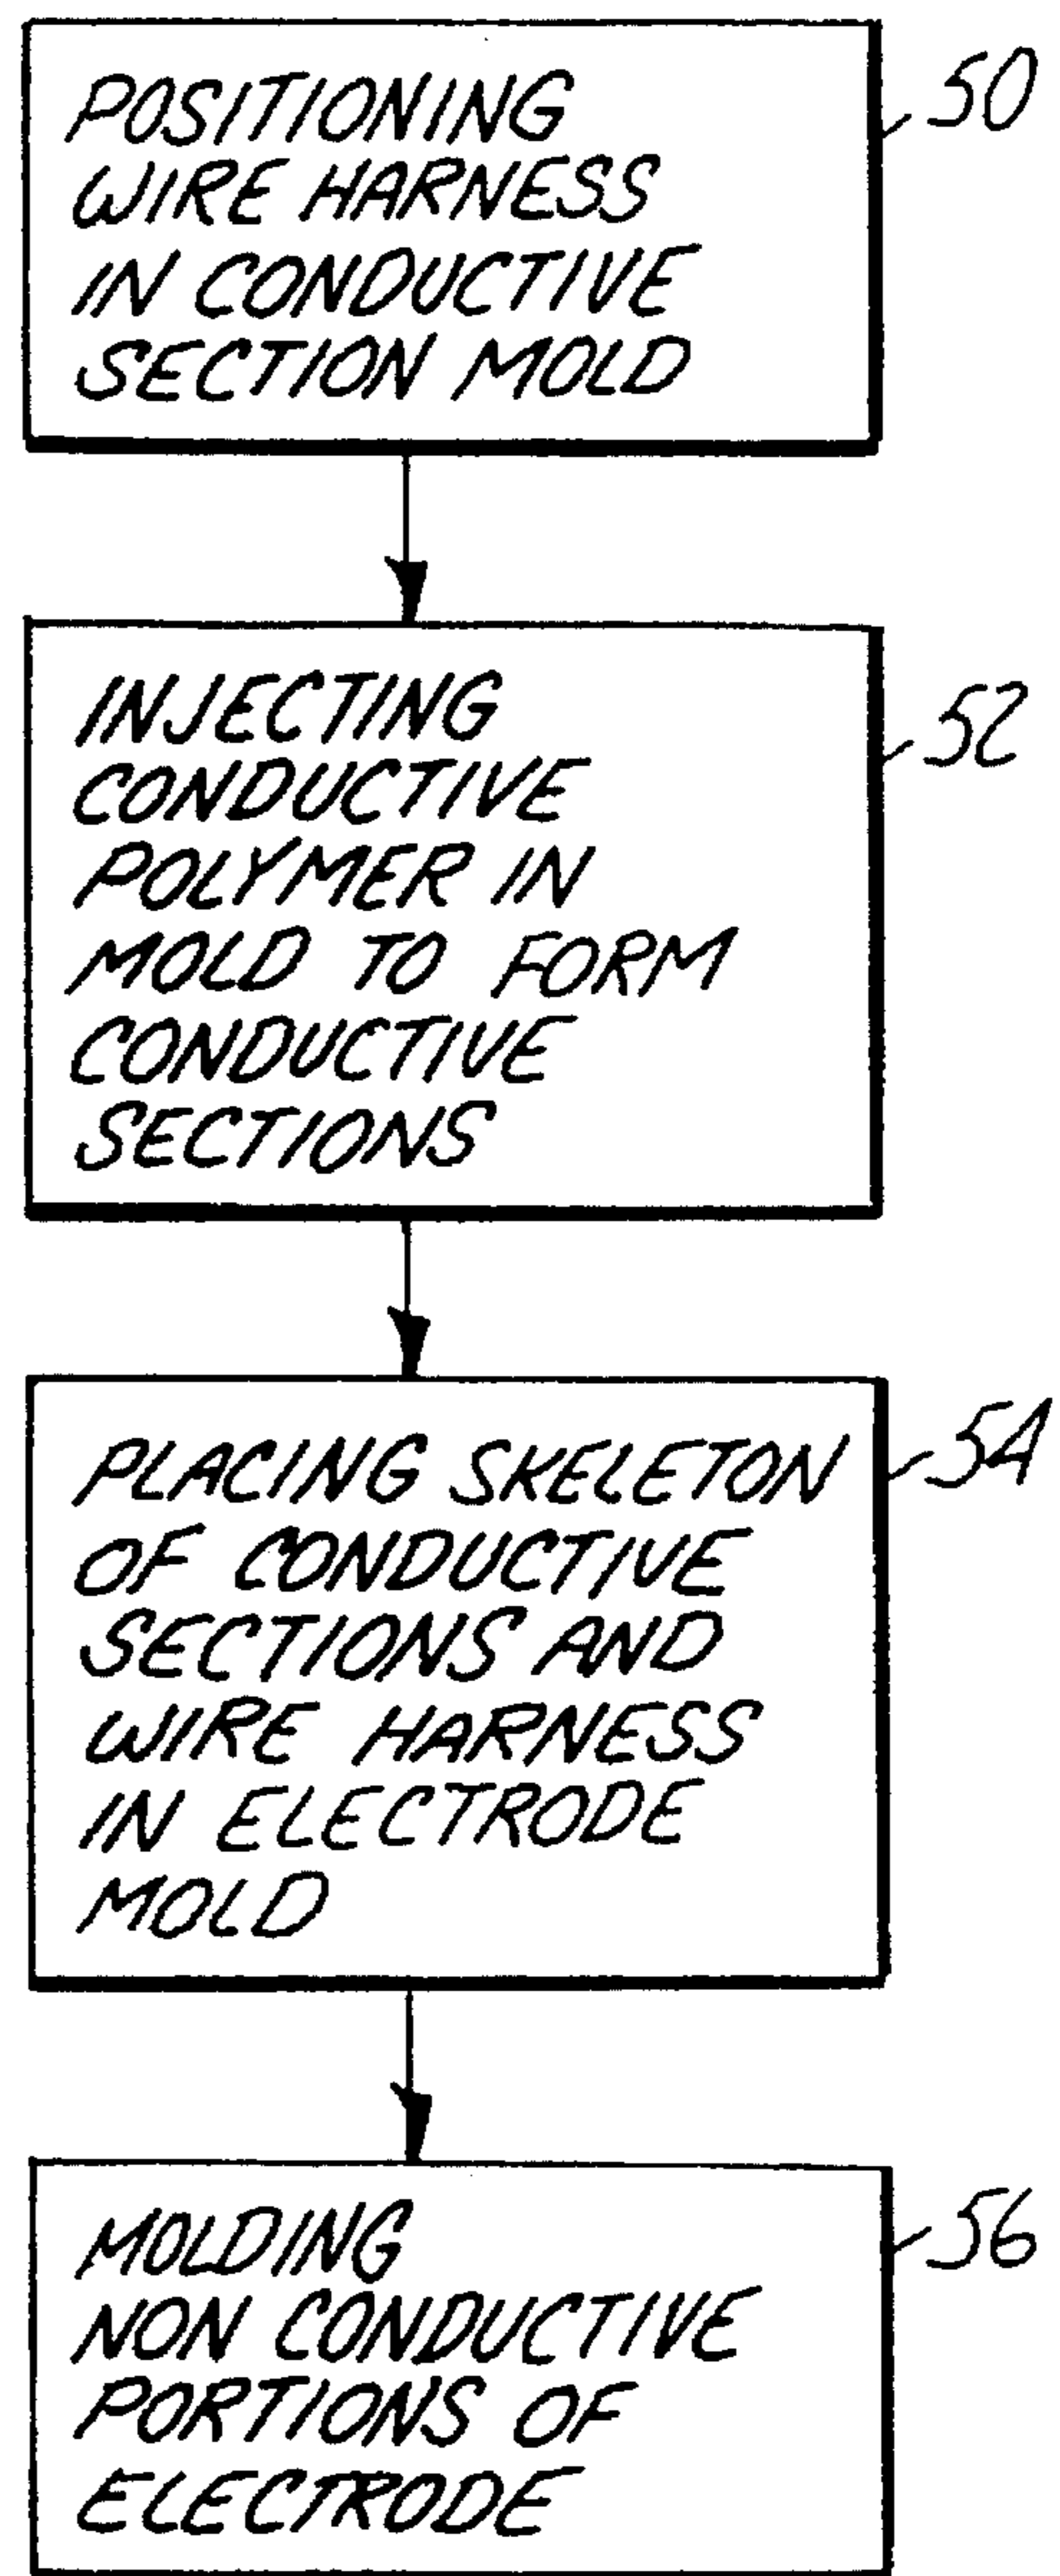 POSITIONING
WIRE HARNESS
IN CONDUCTIVE
SECTION MOLD
50
INJECTING
CONDUCTIVE
POLYMER IN
MOLD TO FORM
CONDUCTIVE
SECTIONS
52
PLACING SKELETON
OF CONDUCTIVE
SECTIONS AND
WIRE HARNESS
IN ELECTRODE
MOLD
54
MOLDING
NON CONDUCTIVE
PORTIONS OF
ELECTRODE
56